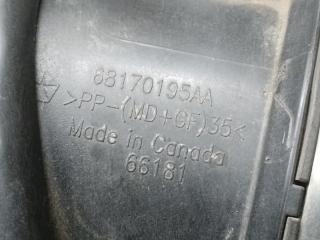 68170195AA
>PP-(MD+GF)35<
Made in Canada
66181